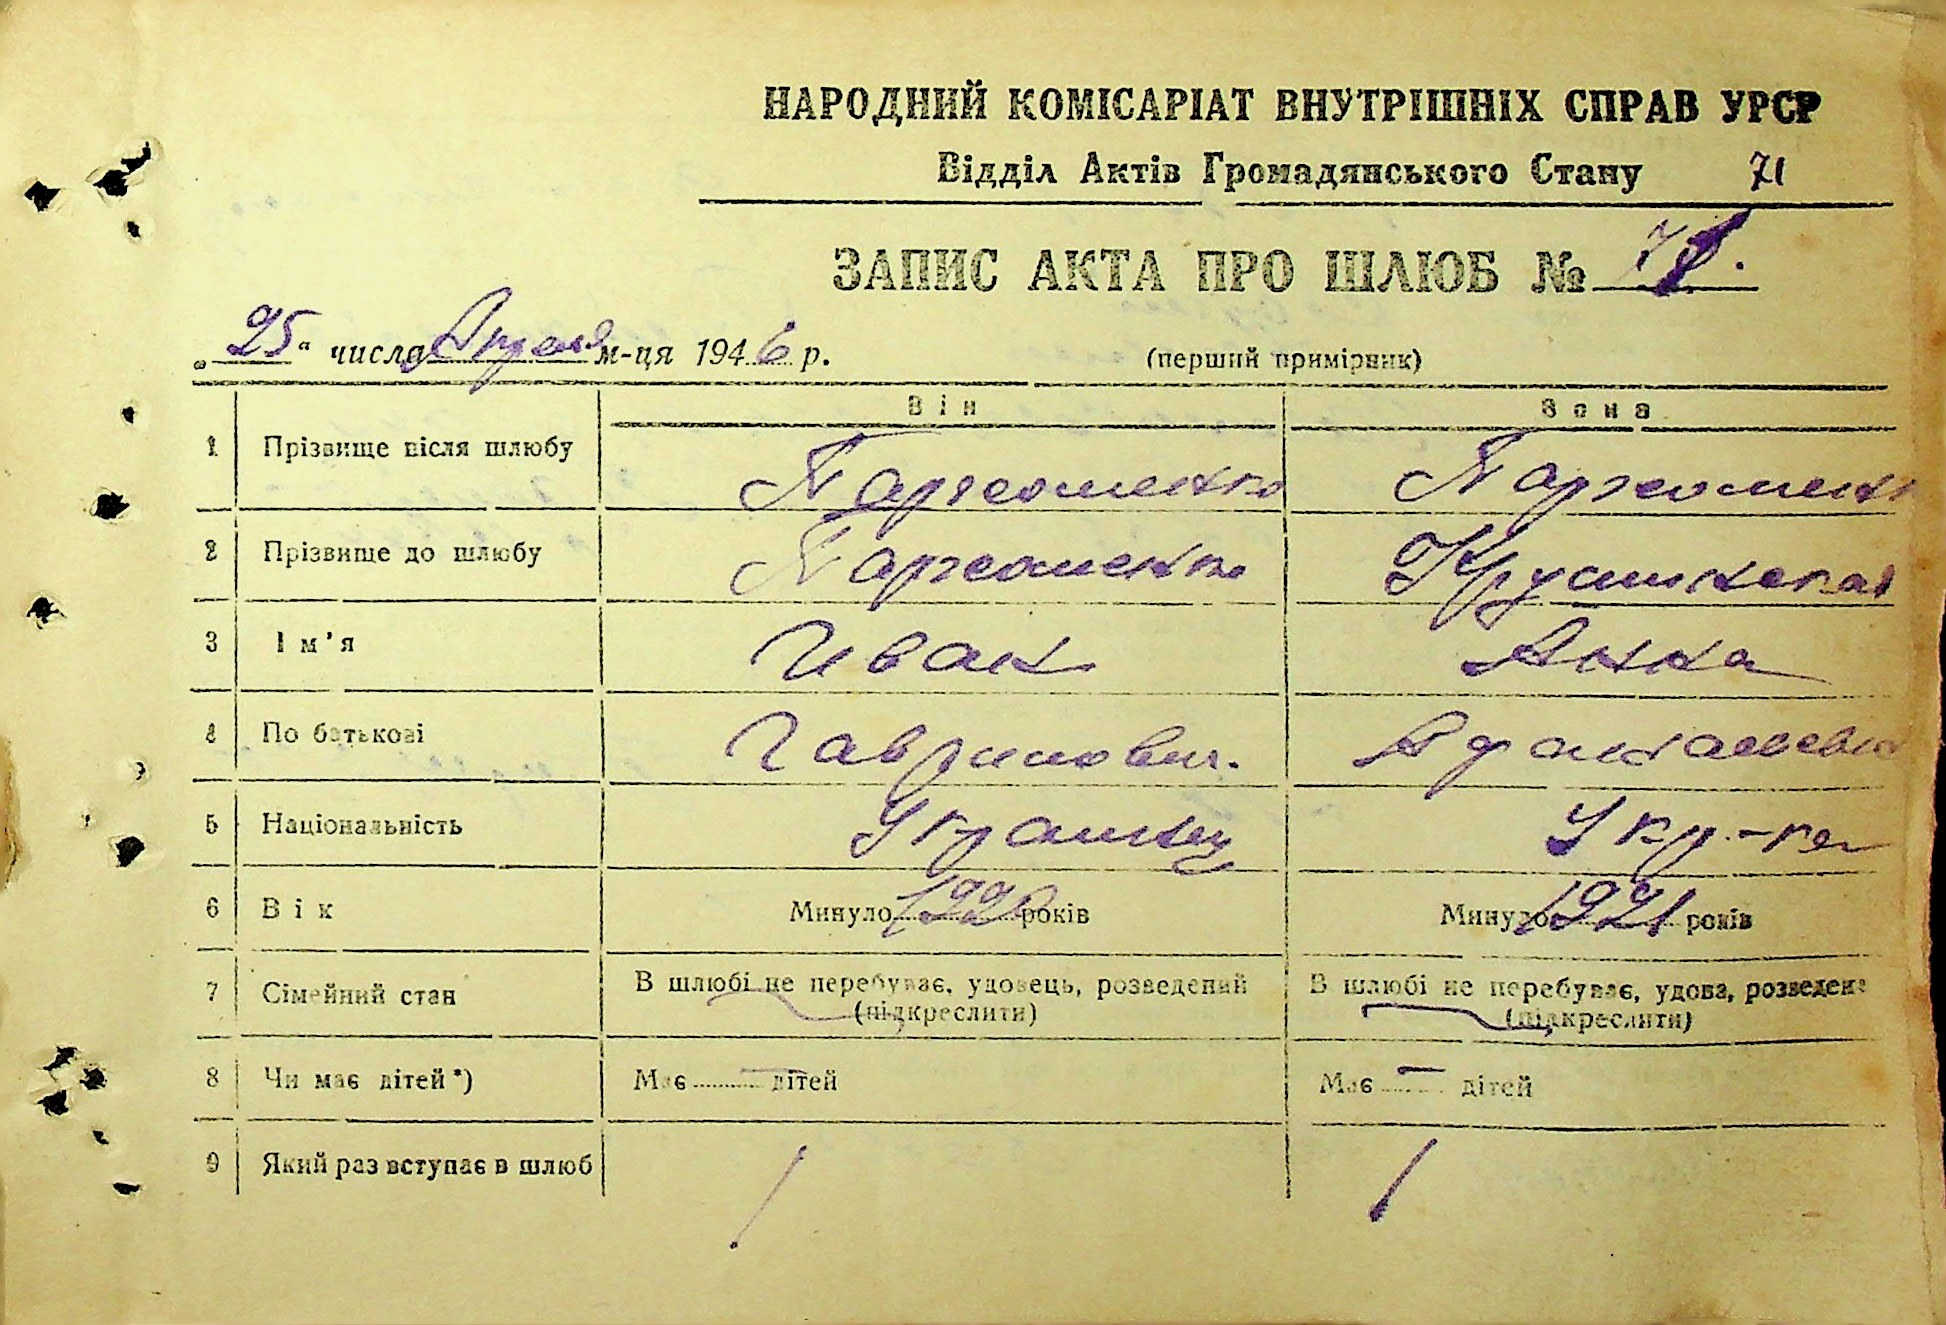 НАРОДНИЙ КОМІСАРІАТ ВНУТРІШНІХ СПРАВ УРСР
Відділ Актів Громадянського Стану 71
ЗАПИС АКТА ПРО ШЛЮБ №
„25“ числа Апреля м-ця 1946 р. (перший примірник)
Він Вона
1 Прізвище після шлюбу Пархоменко Пархоменк
2 Прізвище до шлюбу Пархоменко
3 Ім'я Иван Анна
4 По батькові Гаврилович.
5 Національність Украинец Укр.-ка
6 Вік Минуло 1920 років Минуло 1921 років
7 Сімейний стан В шлюбі не перебуває, удовець, розведений В шлюбі не перебуває, удова, розведена
(підкреслити) (підкреслити)
8 Чи має дітей*) Має — дітей Має — дітей
9 Який раз вступає в шлюб 1 1